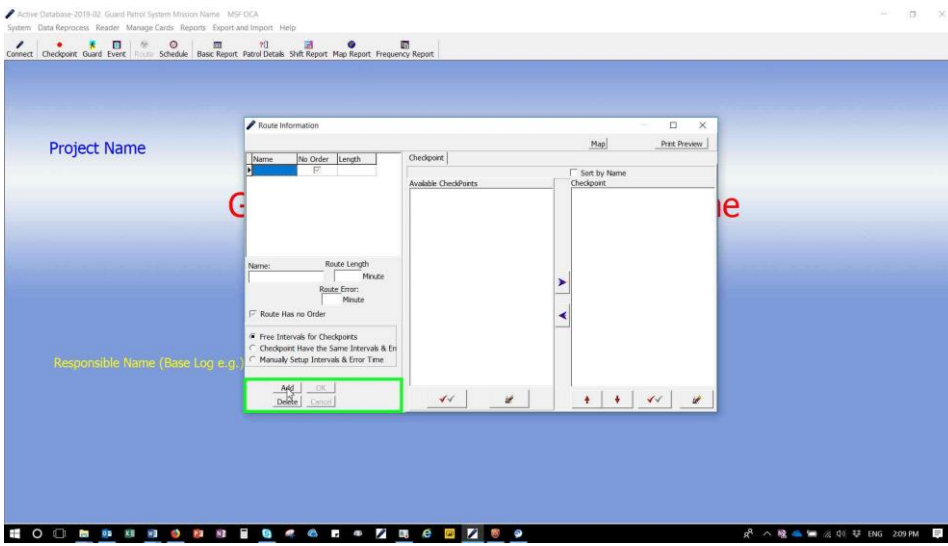 Active Database-2019-02 Guard Patrol System Mission Name MSF OCA
System Data Reprocess Reader Manage Cards Reports Export and Import Help
Connect Checkpoint Guard Event Route Schedule Basic Report Patrol Details Shift Report Map Report Frequency Report
Route Information
Map Print Preview
Project Name
Name No Order Length
Checkpoint
Sort by Name
Available CheckPoints
Checkpoint
G
e
Name:
Route Length
Minute
Route Error:
Minute
Route Has no Order
Free Intervals for Checkpoints
Checkpoint Have the Same Intervals & En
Manually Setup Intervals & Error Time
Responsible Name (Base Log e.g.)
Add OK
Delete Cancel
ENG 2:09 PM